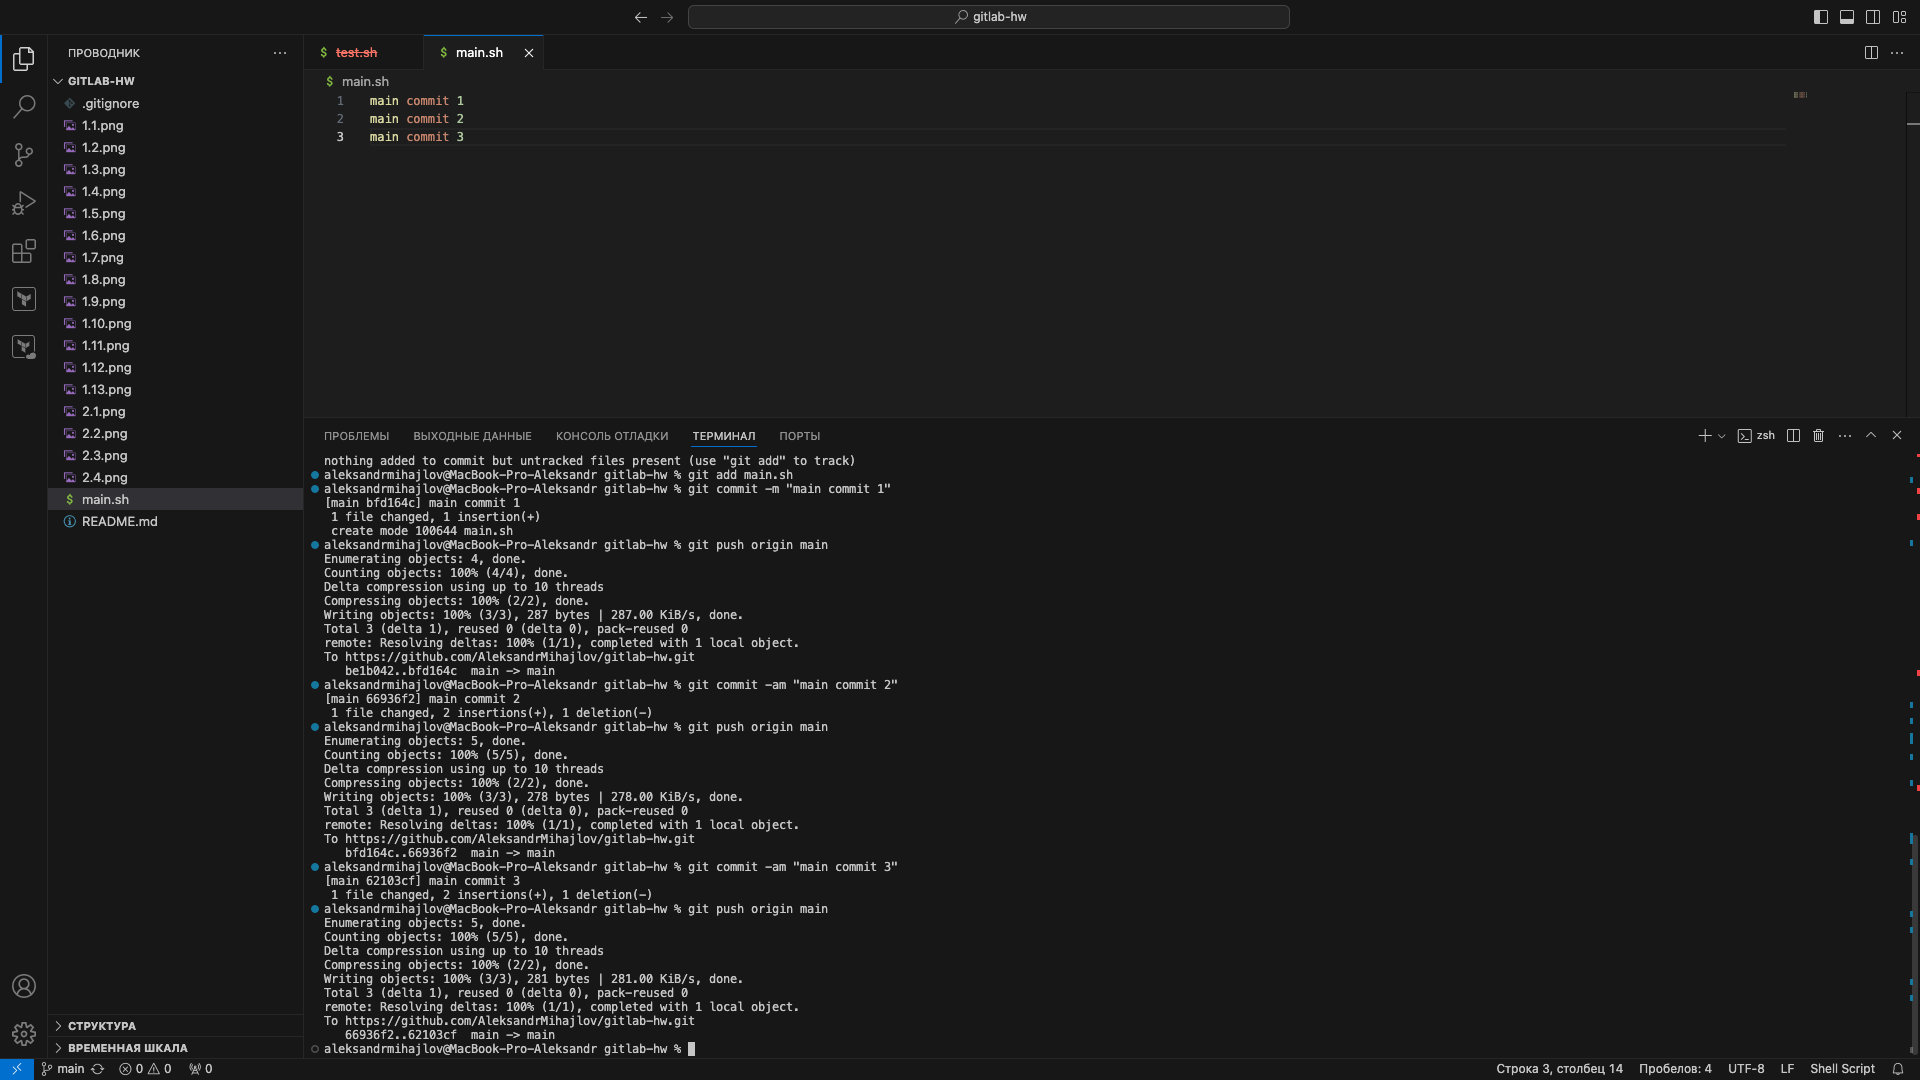 gitlab-hw
ПРОВОДНИК
GITLAB-HW
.gitignore
1.1.png
1.2.png
1.3.png
1.4.png
1.5.png
1.6.png
1.7.png
1.8.png
1.9.png
1.10.png
1.11.png
1.12.png
1.13.png
2.1.png
2.2.png
2.3.png
2.4.png
main.sh
README.md
СТРУКТУРА
ВРЕМЕННАЯ ШКАЛА
$ test.sh
$ main.sh
$ main.sh
1 main commit 1
2 main commit 2
3 main commit 3
ПРОБЛЕМЫ ВЫХОДНЫЕ ДАННЫЕ КОНСОЛЬ ОТЛАДКИ ТЕРМИНАЛ ПОРТЫ
zsh
nothing added to commit but untracked files present (use "git add" to track)
aleksandrmihajlov@MacBook-Pro-Aleksandr gitlab-hw % git add main.sh
aleksandrmihajlov@MacBook-Pro-Aleksandr gitlab-hw % git commit -m "main commit 1"
[main bfd164c] main commit 1
1 file changed, 1 insertion(+)
create mode 100644 main.sh
aleksandrmihajlov@MacBook-Pro-Aleksandr gitlab-hw % git push origin main
Enumerating objects: 4, done.
Counting objects: 100% (4/4), done.
Delta compression using up to 10 threads
Compressing objects: 100% (2/2), done.
Writing objects: 100% (3/3), 287 bytes | 287.00 KiB/s, done.
Total 3 (delta 1), reused 0 (delta 0), pack-reused 0
remote: Resolving deltas: 100% (1/1), completed with 1 local object.
To https://github.com/AleksandrMihajlov/gitlab-hw.git
be1b042..bfd164c main -> main
aleksandrmihajlov@MacBook-Pro-Aleksandr gitlab-hw % git commit -am "main commit 2"
[main 66936f2] main commit 2
1 file changed, 2 insertions(+), 1 deletion(-)
aleksandrmihajlov@MacBook-Pro-Aleksandr gitlab-hw % git push origin main
Enumerating objects: 5, done.
Counting objects: 100% (5/5), done.
Delta compression using up to 10 threads
Compressing objects: 100% (2/2), done.
Writing objects: 100% (3/3), 278 bytes | 278.00 KiB/s, done.
Total 3 (delta 1), reused 0 (delta 0), pack-reused 0
remote: Resolving deltas: 100% (1/1), completed with 1 local object.
To https://github.com/AleksandrMihajlov/gitlab-hw.git
bfd164c..66936f2 main -> main
aleksandrmihajlov@MacBook-Pro-Aleksandr gitlab-hw % git commit -am "main commit 3"
[main 62103cf] main commit 3
1 file changed, 2 insertions(+), 1 deletion(-)
aleksandrmihajlov@MacBook-Pro-Aleksandr gitlab-hw % git push origin main
Enumerating objects: 5, done.
Counting objects: 100% (5/5), done.
Delta compression using up to 10 threads
Compressing objects: 100% (2/2), done.
Writing objects: 100% (3/3), 281 bytes | 281.00 KiB/s, done.
Total 3 (delta 1), reused 0 (delta 0), pack-reused 0
remote: Resolving deltas: 100% (1/1), completed with 1 local object.
To https://github.com/AleksandrMihajlov/gitlab-hw.git
66936f2..62103cf main -> main
aleksandrmihajlov@MacBook-Pro-Aleksandr gitlab-hw %
main 0 0 0 Строка 3, столбец 14 Пробелов: 4 UTF-8 LF Shell Script